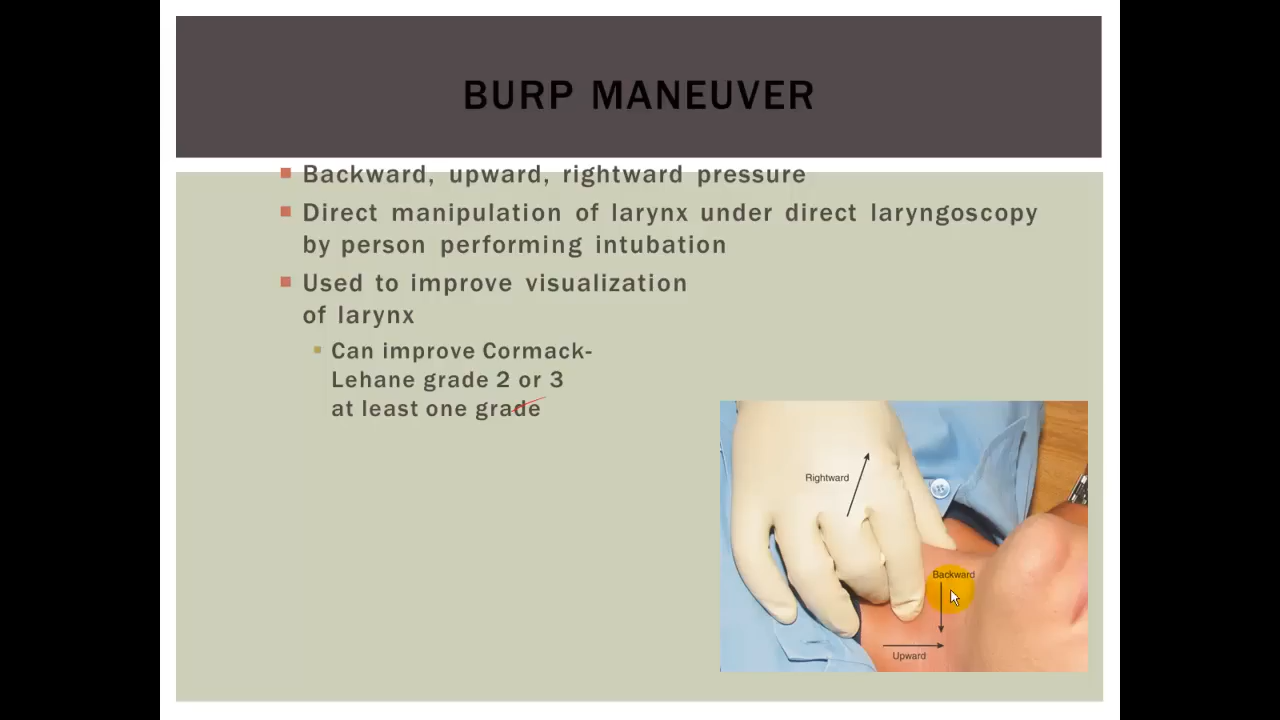 BURP MANEUVER
Backward, upward, rightward pressure
Direct manipulation of larynx under direct laryngoscopy
by person performing intubation
Used to improve visualization
of larynx
Can improve Cormack-
Lehane grade 2 or 3
at least one grade
Rightward
Backward
Upward